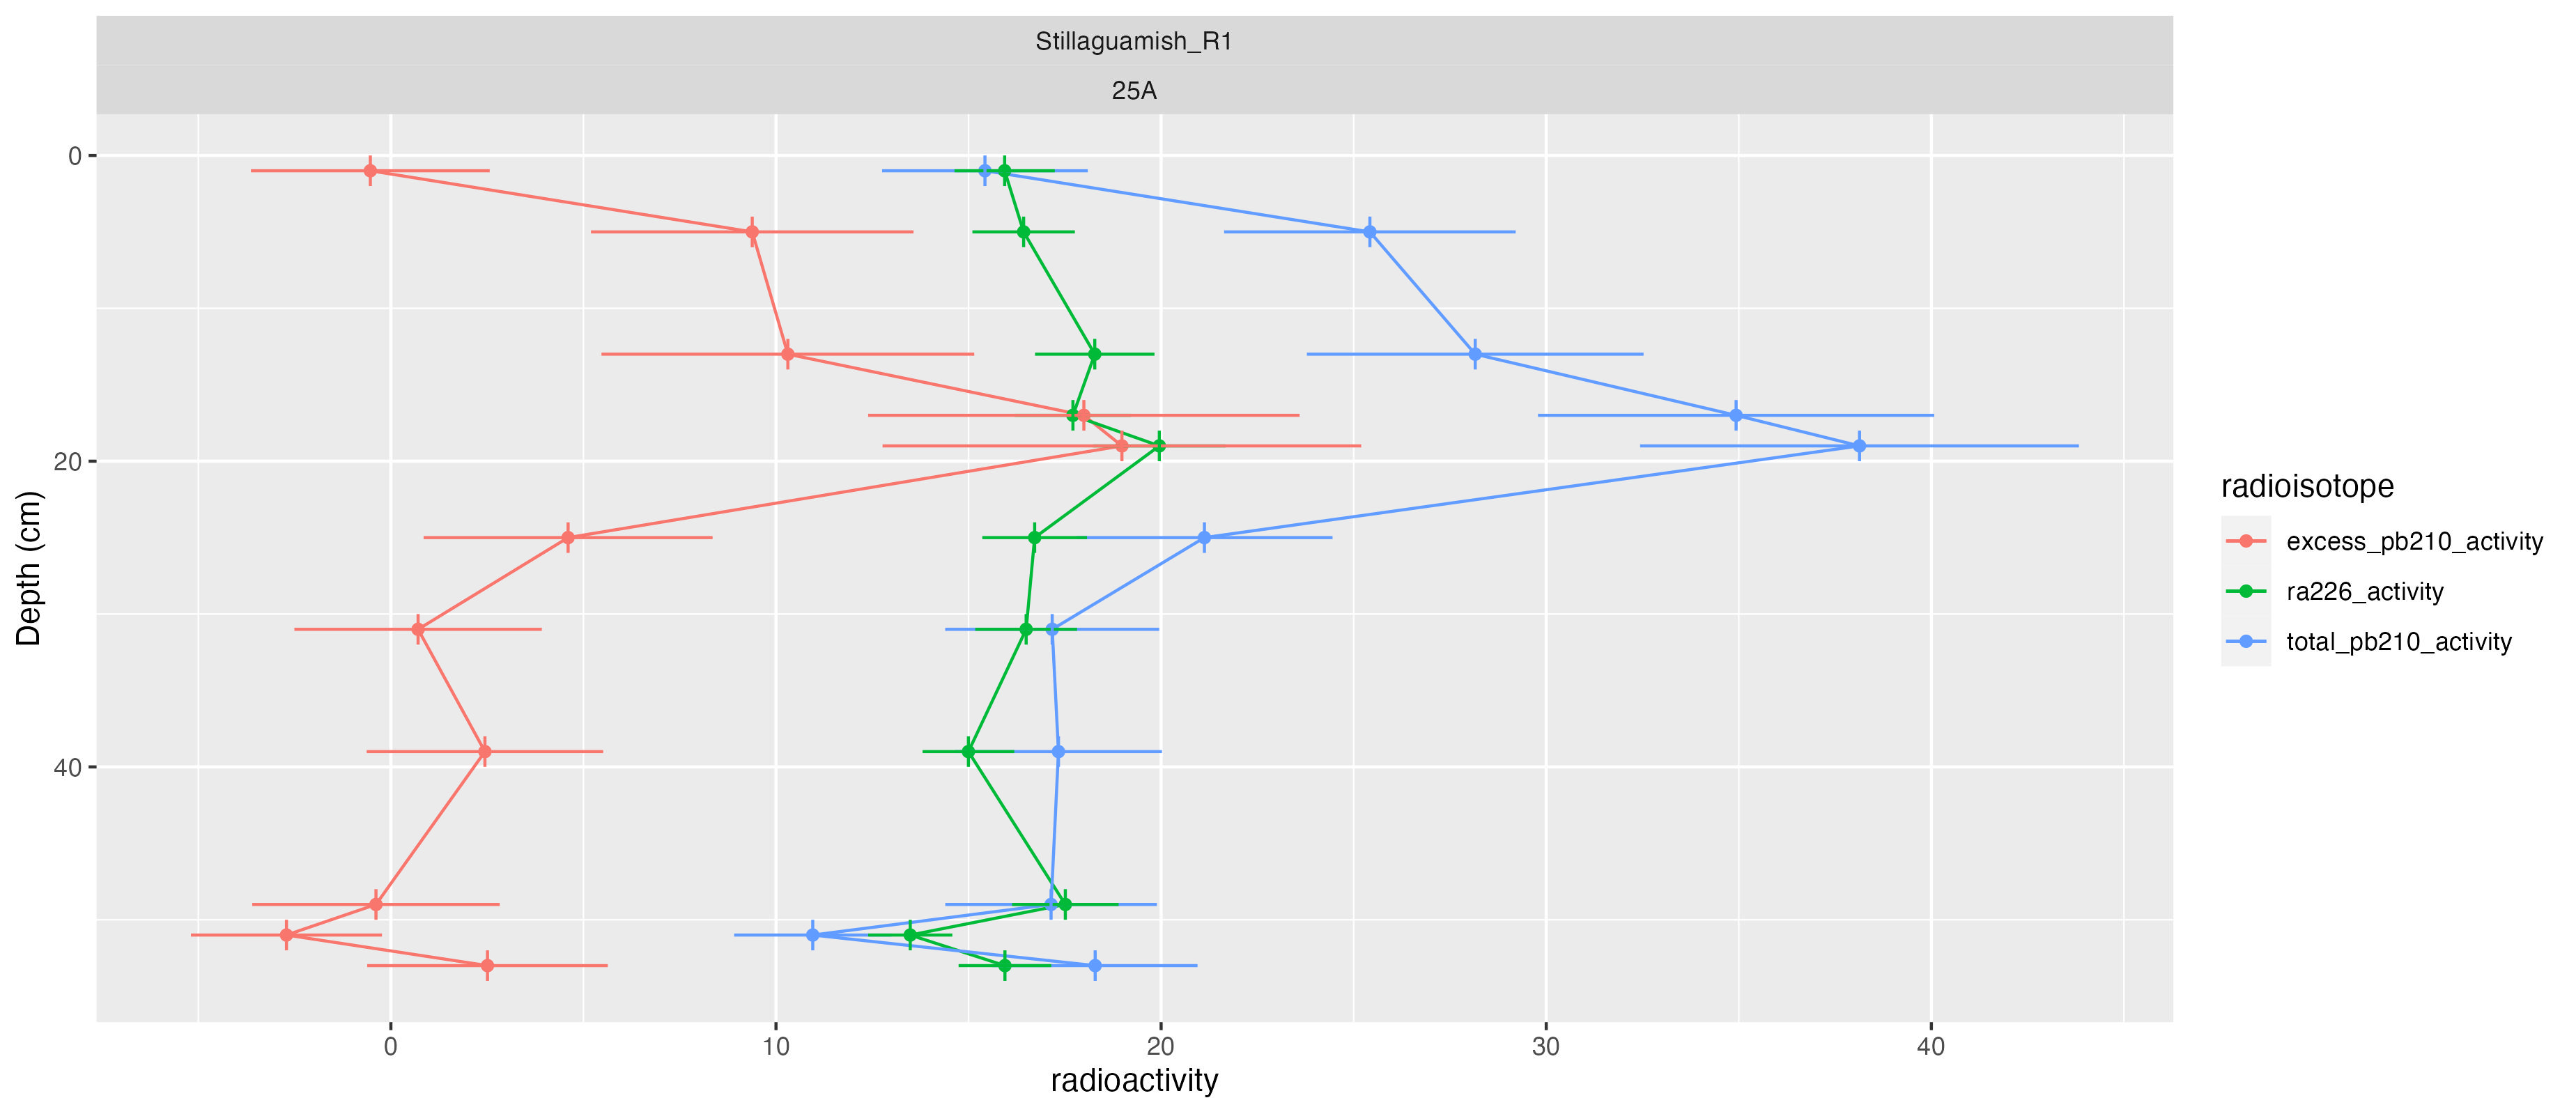 Stillaguamish_R1
25A
0
20
40
Depth (cm)
0 10 20 30 40
radioactivity
radioisotope
excess_pb210_activity
ra226_activity
total_pb210_activity